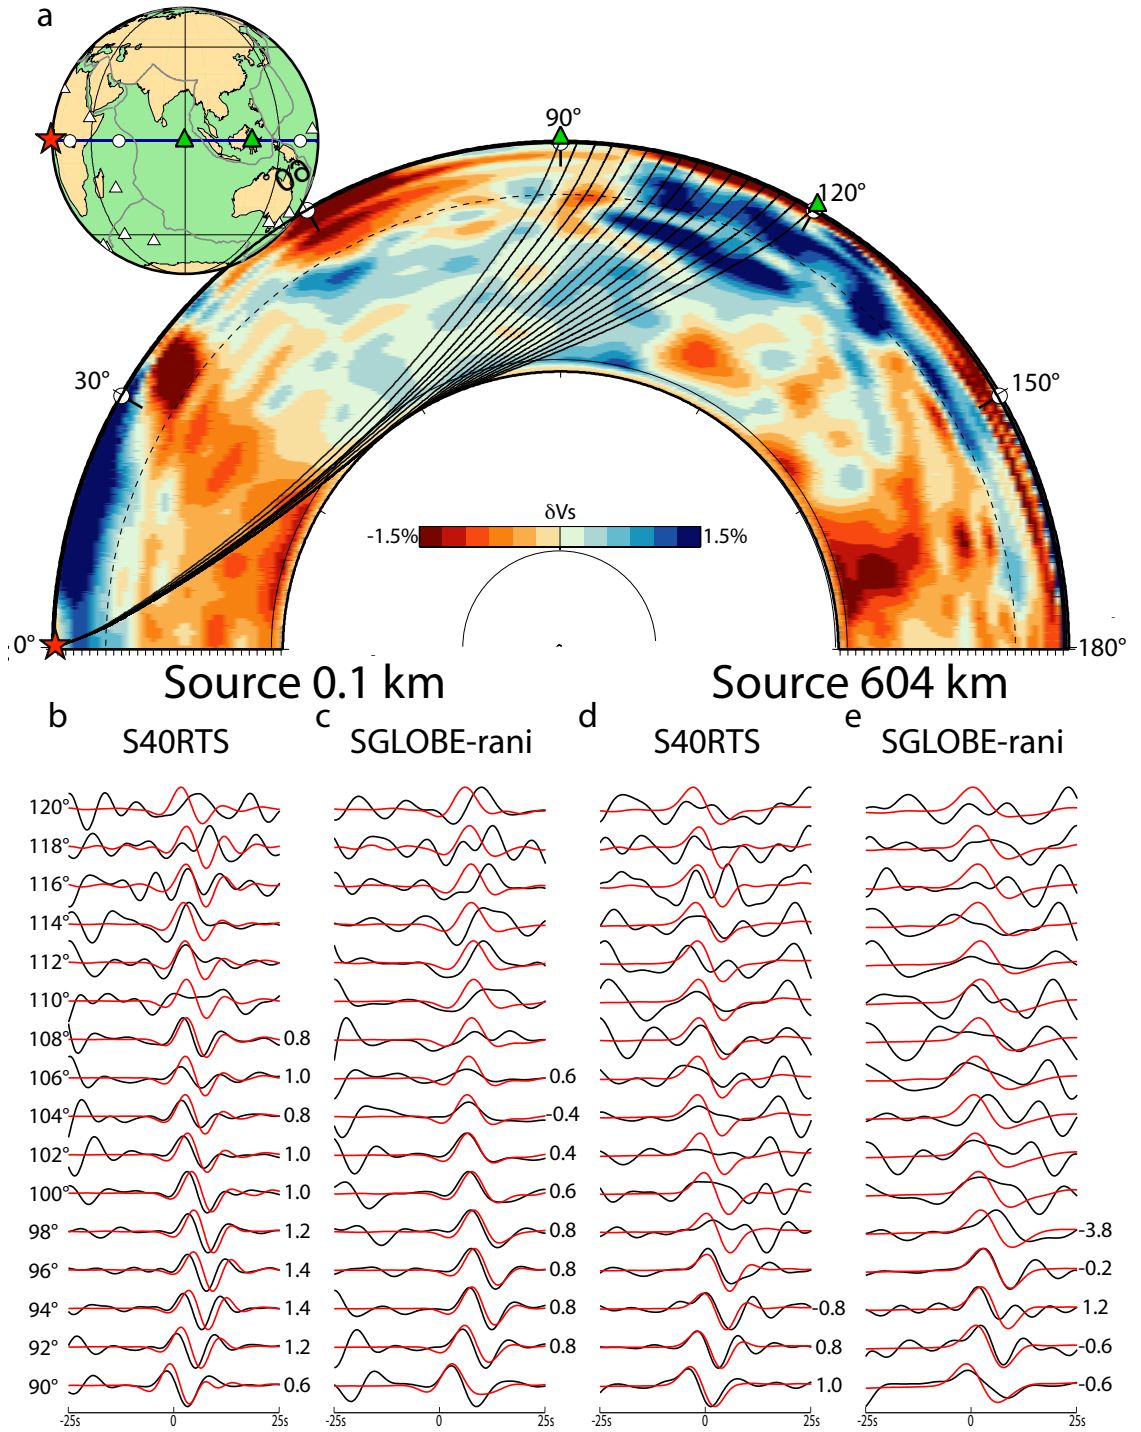 a
90°
60°
120°
30°
150°
δVs
-1.5% 1.5%
0° 180°
Source 0.1 km Source 604 km
b c d e
S40RTS SGLOBE-rani S40RTS SGLOBE-rani
120°
118°
116°
114°
112°
110°
108° 0.8
106° 1.0 0.6
104° 0.8 -0.4
102° 1.0 0.4
100° 1.0 0.6
98° 1.2 0.8 -3.8
96° 1.4 0.8 -0.2
94° 1.4 0.8 -0.8 1.2
92° 1.2 0.8 0.8 -0.6
90° 0.6 1.0 -0.6
-25s 0 25s -25s 0 25s -25s 0 25s -25s 0 25s